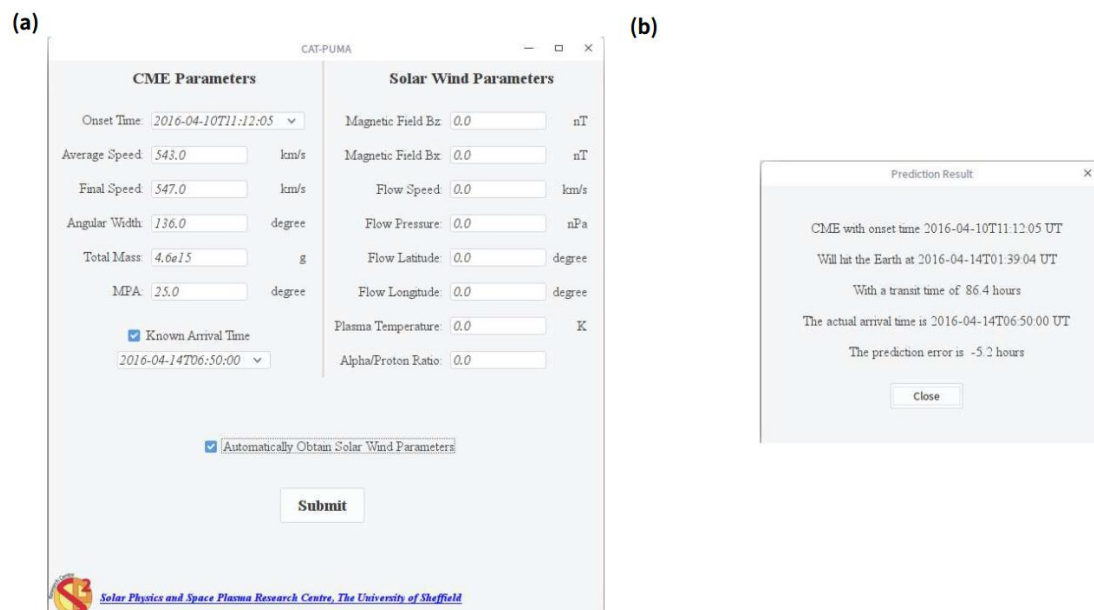 (a)
CAT-PUMA
CME Parameters
Onset Time: 2016-04-10T11:12:05
Average Speed: 543.0 km/s
Final Speed: 547.0 km/s
Angular Width: 136.0 degree
Total Mass: 4.6e15 g
MPA: 25.0 degree
Known Arrival Time
2016-04-14T06:50:00
Solar Wind Parameters
Magnetic Field Bz: 0.0 nT
Magnetic Field Bx: 0.0 nT
Flow Speed: 0.0 km/s
Flow Pressure: 0.0 nPa
Flow Latitude: 0.0 degree
Flow Longitude: 0.0 degree
Plasma Temperature: 0.0 K
Alpha/Proton Ratio: 0.0
Automatically Obtain Solar Wind Parameters
Submit
Solar Physics and Space Plasma Research Centre, The University of Sheffield
(b)
Prediction Result
CME with onset time 2016-04-10T11:12:05 UT
Will hit the Earth at 2016-04-14T01:39:04 UT
With a transit time of 86.4 hours
The actual arrival time is 2016-04-14T06:50:00 UT
The prediction error is -5.2 hours
Close